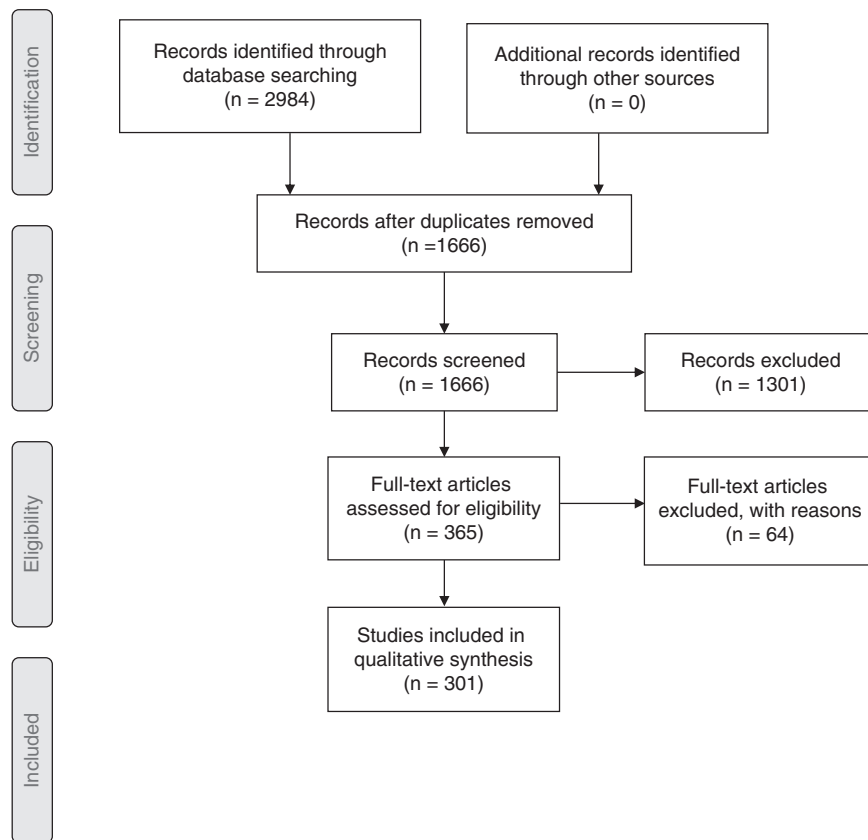 Identification
Records identified through
database searching
(n = 2984)
Additional records identified
through other sources
(n = 0)
Records after duplicates removed
(n =1666)
Screening
Records screened
(n = 1666)
Records excluded
(n = 1301)
Eligibility
Full-text articles
assessed for eligibility
(n = 365)
Full-text articles
excluded, with reasons
(n = 64)
Studies included in
qualitative synthesis
(n = 301)
Included